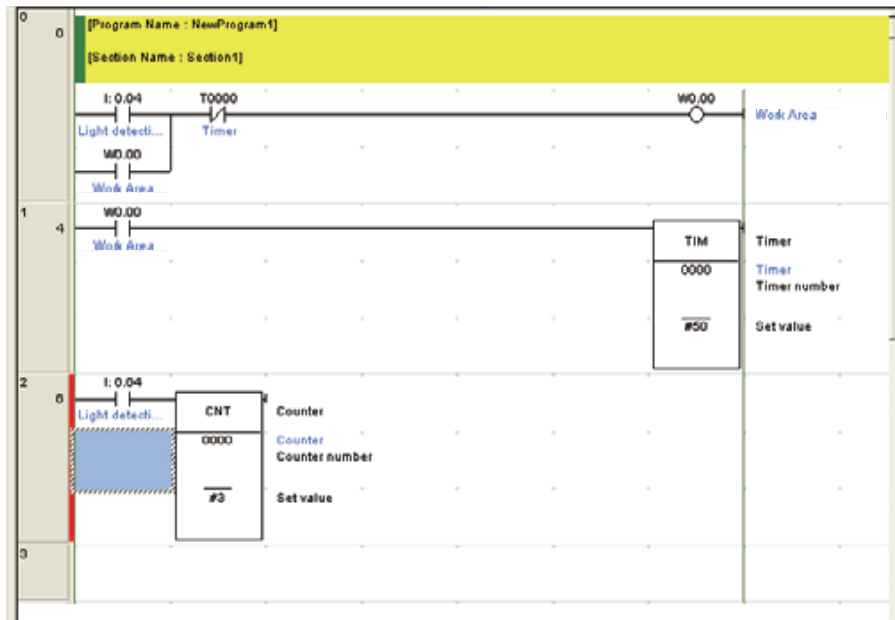 0
0
[Program Name : NewProgram1]
[Section Name : Section1]
I: 0.04 T0000 W0.00
Work Area
Light detecti... Timer
W0.00
Work Area
1
4
W0.00
Work Area
TIM Timer
0000 Timer
Timer number
#50 Set value
2
6
I: 0.04
Light detecti...
CNT Counter
0000 Counter
Counter number
#3 Set value
3